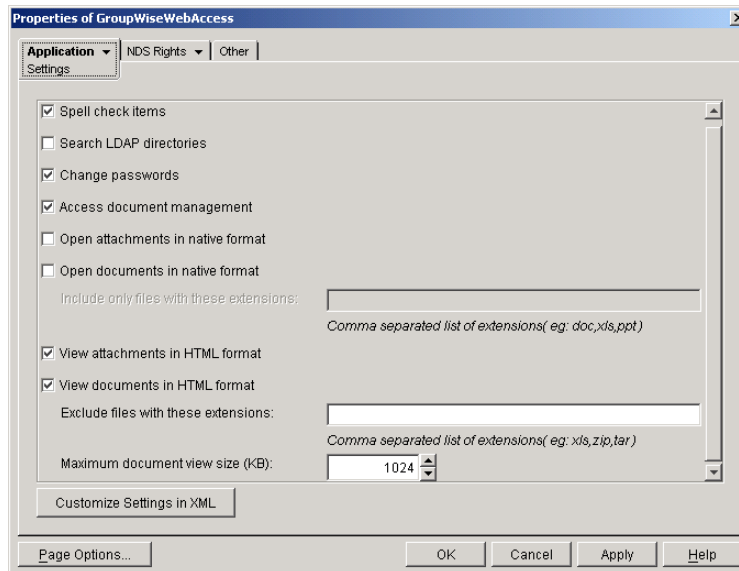 Properties of GroupWiseWebAccess
Application NDS Rights Other
Settings
Spell check items
Search LDAP directories
Change passwords
Access document management
Open attachments in native format
Open documents in native format
Include only files with these extensions:
Comma separated list of extensions( eg: doc,xls,ppt )
View attachments in HTML format
View documents in HTML format
Exclude files with these extensions:
Comma separated list of extensions( eg: xls,zip,tar )
Maximum document view size (KB): 1024
Customize Settings in XML
Page Options... OK Cancel Apply Help